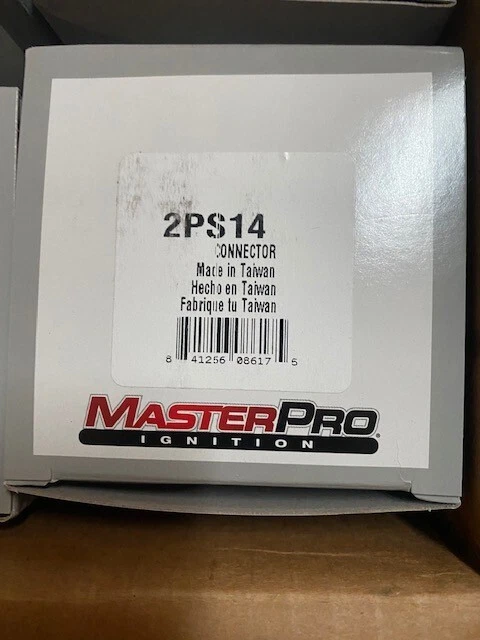 2PS14
CONNECTOR
Made in Taiwan
Hecho en Taiwan
Fabrique tu Taiwan
8 41256 08617 5
MASTERPRO®
IGNITION